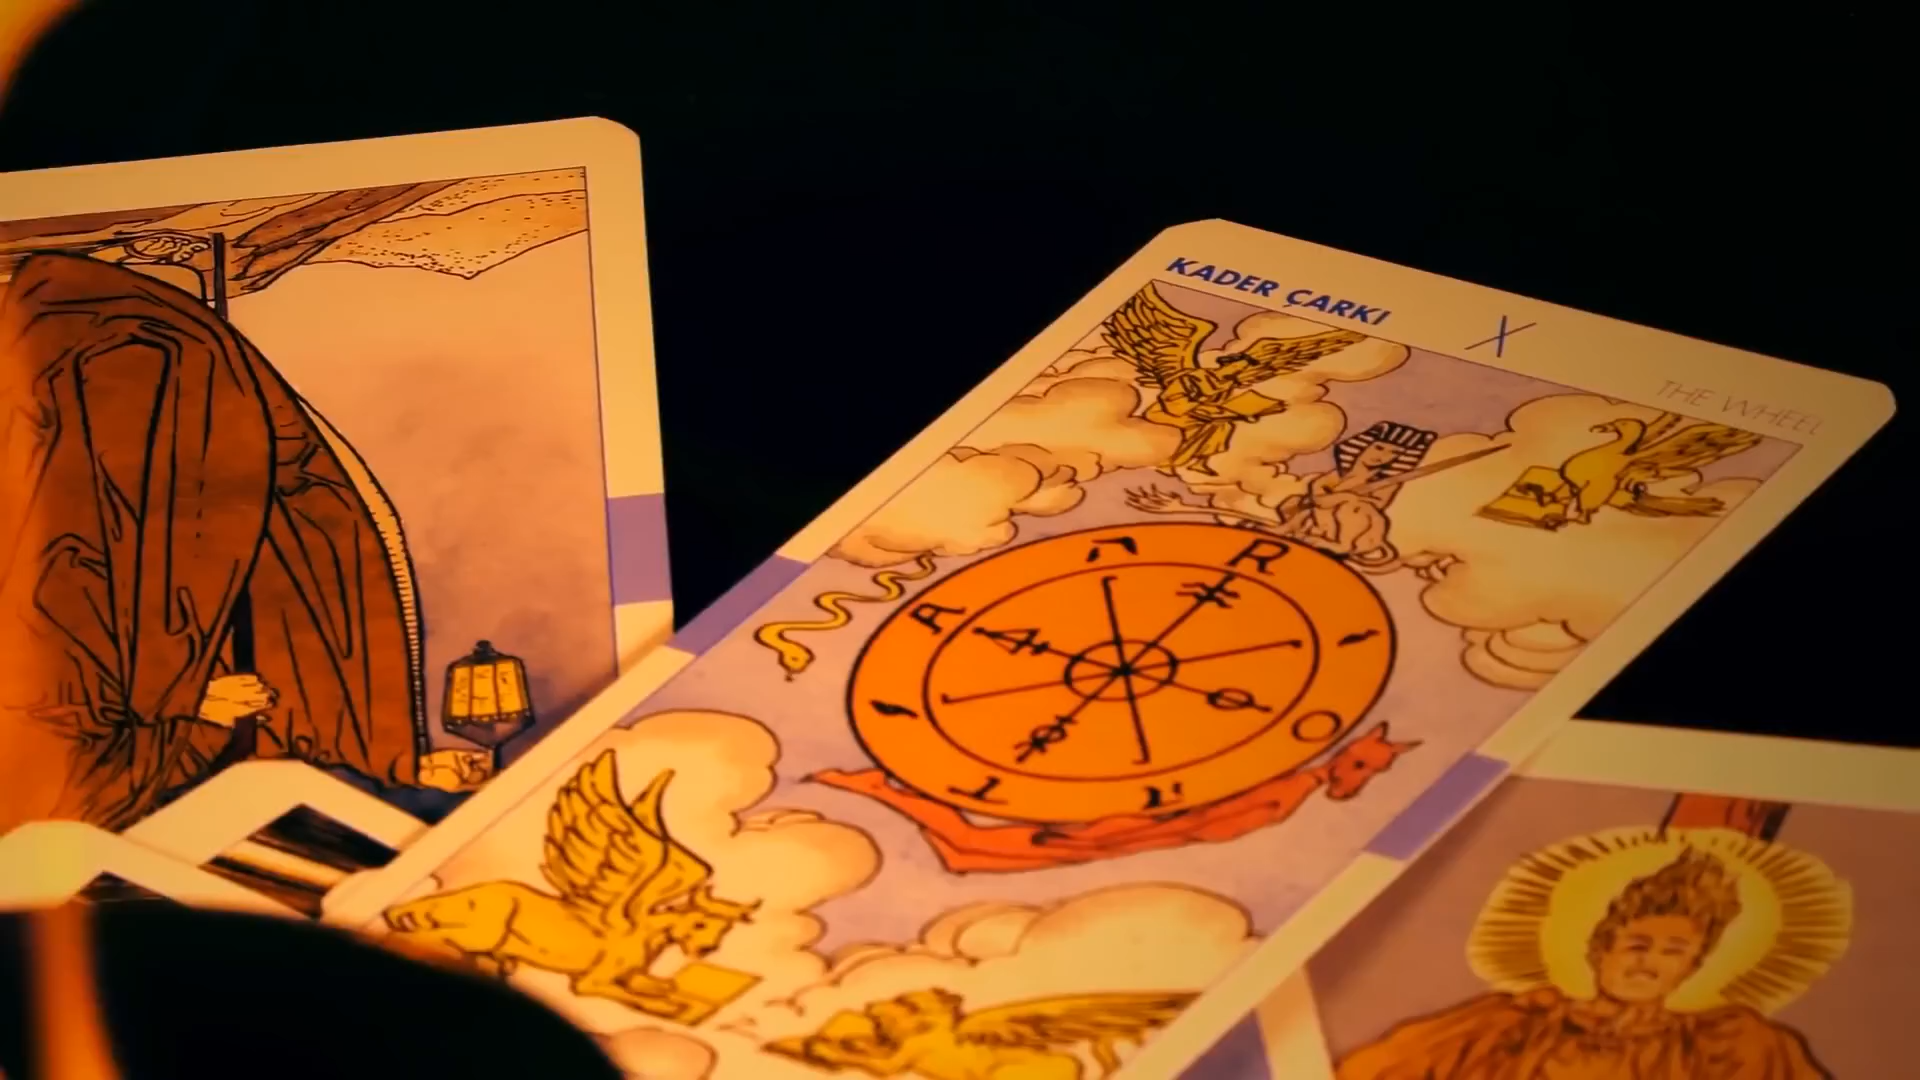 KADER ÇARKI
X
THE WHEEL
R
O
T
A